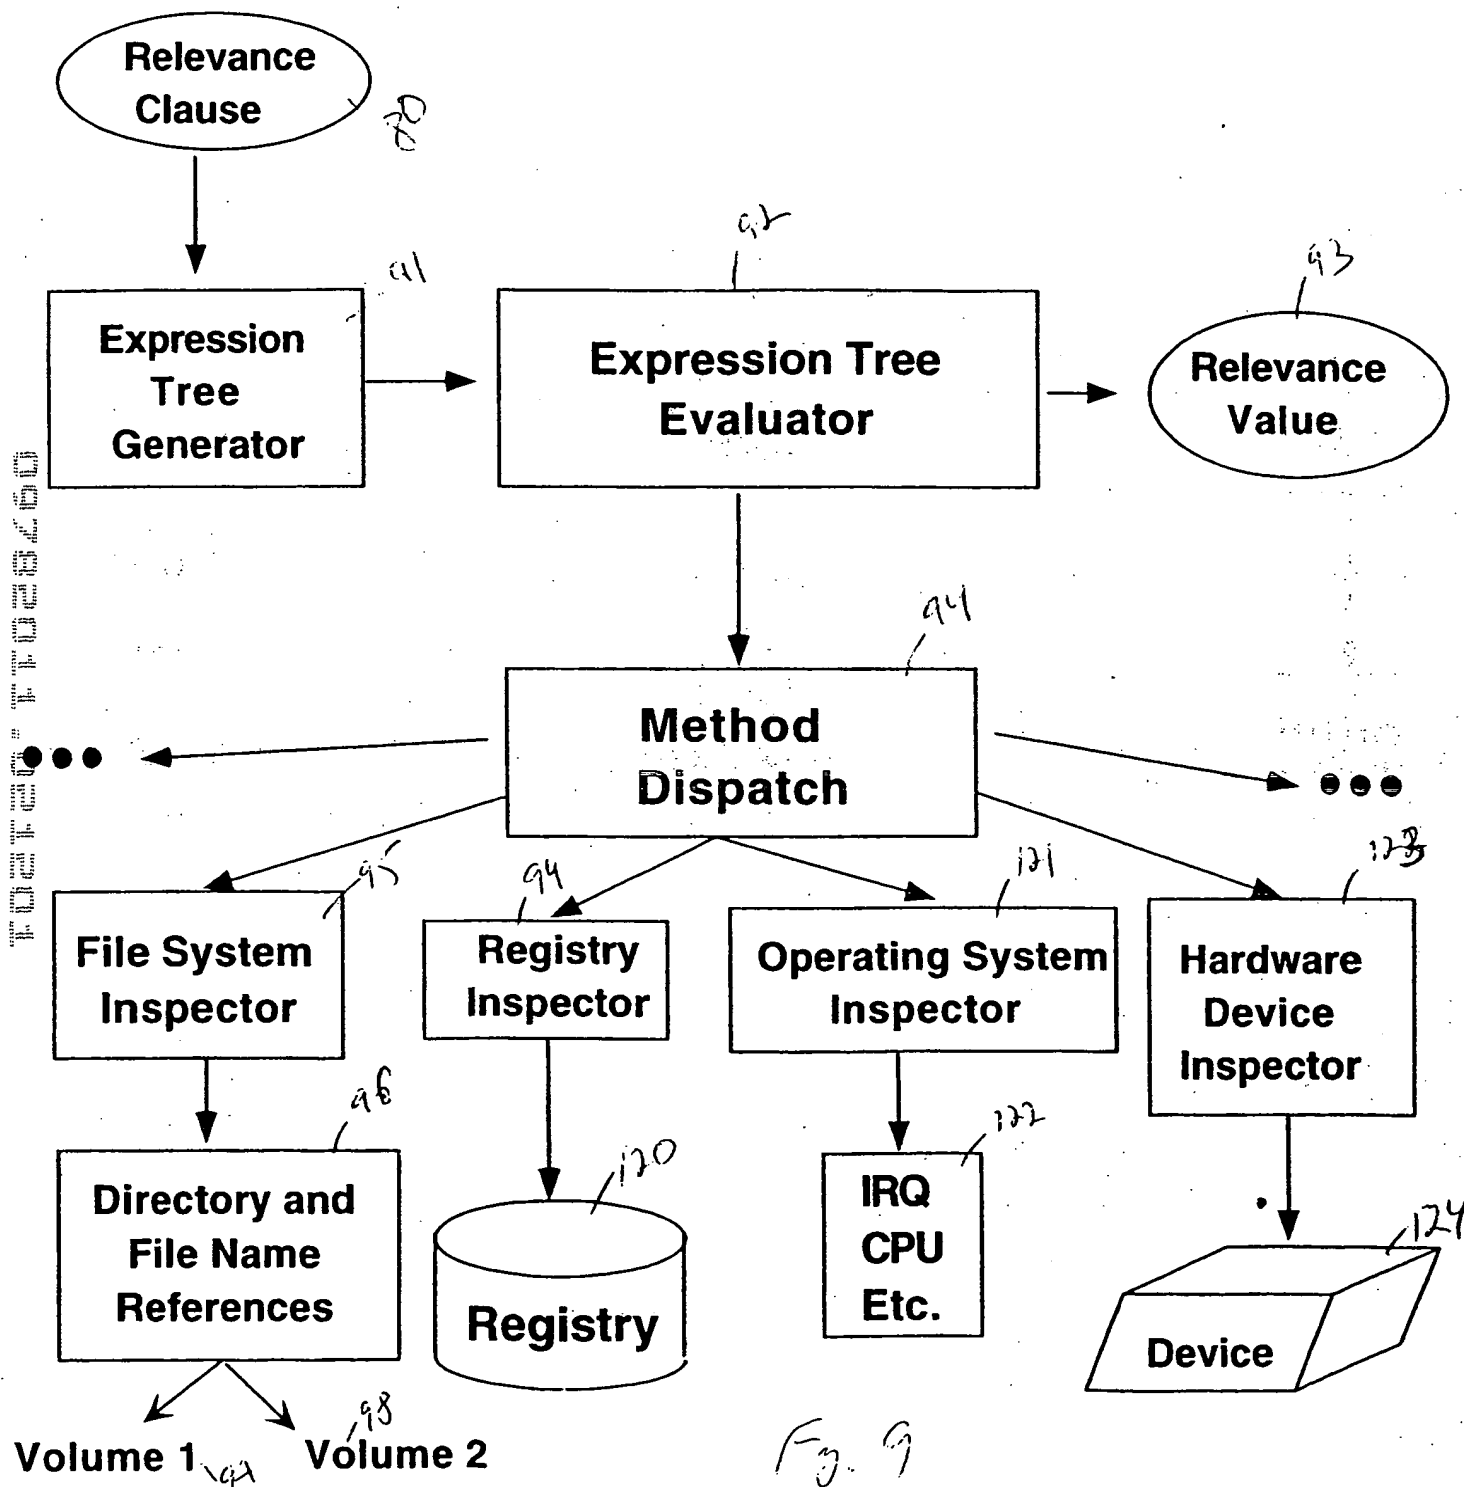 Relevance
Clause
80
92
93
91
Expression
Tree
Generator
Expression Tree
Evaluator
Relevance
Value
94
Method
Dispatch
95
94
121
123
File System
Inspector
Registry
Inspector
Operating System
Inspector
Hardware
Device
Inspector
96
120
122
124
Directory and
File Name
References
Registry
IRQ
CPU
Etc.
Device
98
Volume 1
Volume 2
Fig. 9